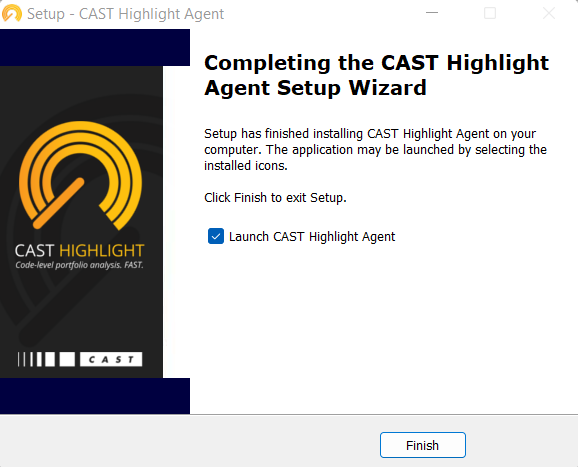 Setup - CAST Highlight Agent
Completing the CAST Highlight
Agent Setup Wizard
Setup has finished installing CAST Highlight Agent on your
computer. The application may be launched by selecting the
installed icons.
Click Finish to exit Setup.
Launch CAST Highlight Agent
CAST HIGHLIGHT
Code-level portfolio analysis. FAST.
CAST
Finish